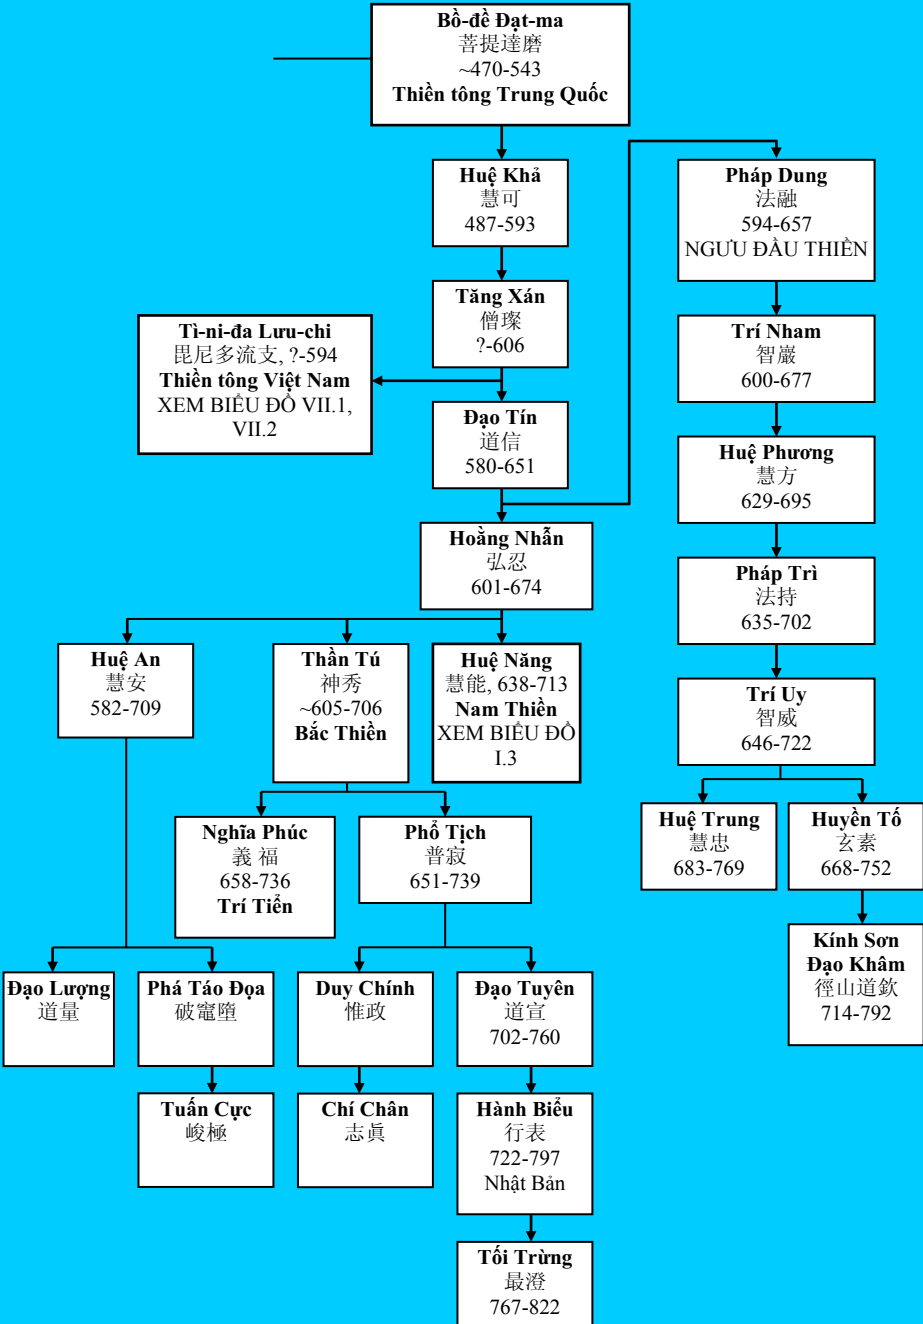 Bồ-đề Đạt-ma
菩提達磨
~470-543
Thiền tông Trung Quốc
Huệ Khả
慧可
487-593
Pháp Dung
法融
594-657
NGƯU ĐẦU THIỀN
Tăng Xán
僧璨
?-606
Tì-ni-đa Lưu-chi
毘尼多流支, ?-594
Thiền tông Việt Nam
XEM BIỂU ĐỒ VII.1,
VII.2
Trí Nham
智巖
600-677
Đạo Tín
道信
580-651
Huệ Phương
慧方
629-695
Hoằng Nhẫn
弘忍
601-674
Pháp Trì
法持
635-702
Huệ An
慧安
582-709
Thần Tú
神秀
~605-706
Bắc Thiền
Huệ Năng
慧能, 638-713
Nam Thiền
XEM BIỂU ĐỒ
I.3
Trí Uy
智威
646-722
Nghĩa Phúc
義 福
658-736
Trí Tiển
Phổ Tịch
普寂
651-739
Huệ Trung
慧忠
683-769
Huyền Tố
玄素
668-752
Đạo Lượng
道量
Phá Táo Đọa
破竈墮
Duy Chính
惟政
Đạo Tuyên
道宣
702-760
Kính Sơn
Đạo Khâm
徑山道欽
714-792
Tuấn Cực
峻極
Chí Chân
志眞
Hành Biểu
行表
722-797
Nhật Bản
Tối Trừng
最澄
767-822